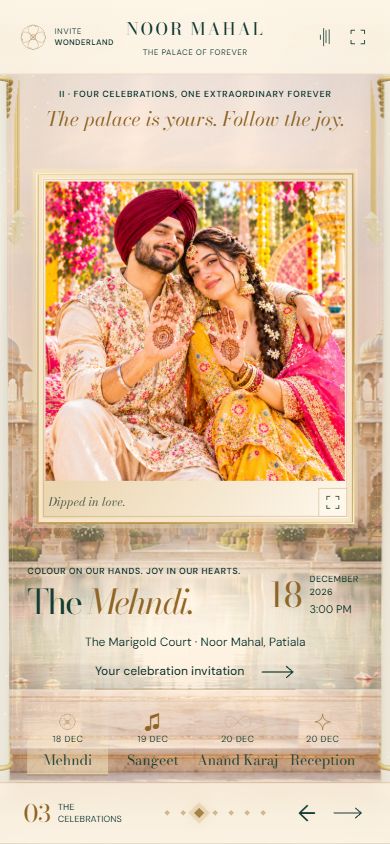 INVITE
WONDERLAND
NOOR MAHAL
THE PALACE OF FOREVER
II · FOUR CELEBRATIONS, ONE EXTRAORDINARY FOREVER
The palace is yours. Follow the joy.
Dipped in love.
COLOUR ON OUR HANDS. JOY IN OUR HEARTS.
The Mehndi.
18 DECEMBER
2026
3:00 PM
The Marigold Court · Noor Mahal, Patiala
Your celebration invitation
18 DEC
Mehndi
19 DEC
Sangeet
20 DEC
Anand Karaj
20 DEC
Reception
03 THE
CELEBRATIONS